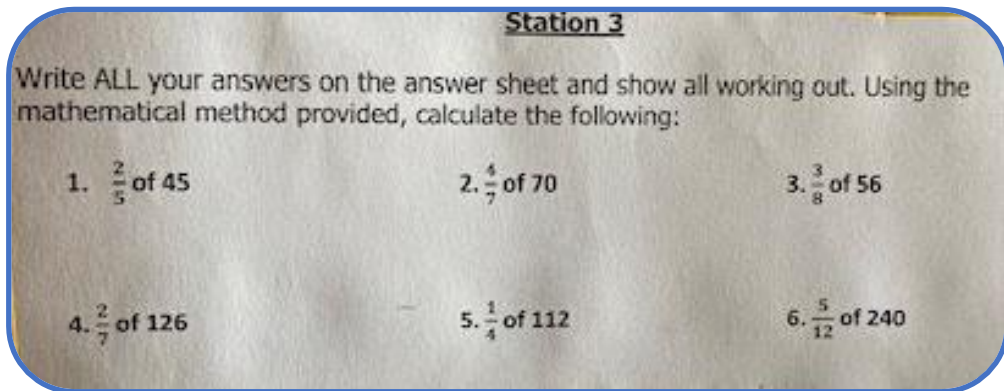 Station 3
Write ALL your answers on the answer sheet and show all working out. Using the
mathematical method provided, calculate the following:
1. 2/5 of 45 2. 4/7 of 70 3. 3/8 of 56
4. 2/7 of 126 5. 1/4 of 112 6. 5/12 of 240